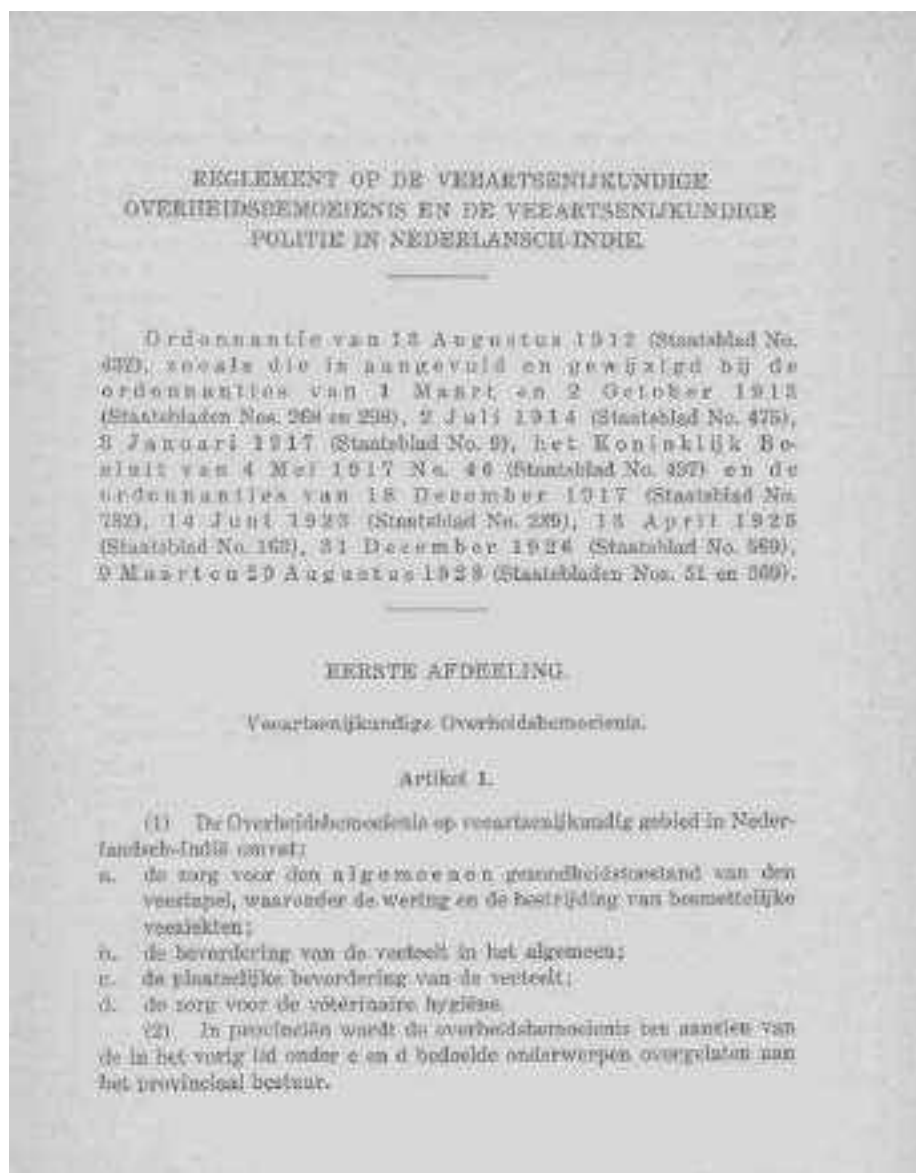 REGLEMENT OP DE VEEARTSENIJKUNDIGE
OVERHEIDSBEMOEIENIS EN DE VEEARTSENIJKUNDIGE
POLITIE IN NEDERLANSCH-INDIE.
Ordonnantie van 13 Augustus 1912 (Staatsblad No.
432), zooals die is aangevuld en gewijzigd bij de
ordonnanties van 1 Maart en 2 October 1913
(Staatsbladen Nos. 268 en 298), 2 Juli 1914 (Staatsblad No. 475),
8 Januari 1917 (Staatsblad No. 9), het Koninklijk Be-
sluit van 4 Mei 1917 No. 46 (Staatsblad No. 497) en de
ordonnanties van 18 December 1917 (Staatsblad No.
732), 14 Juni 1923 (Staatsblad No. 289), 13 April 1925
(Staatsblad No. 163), 31 December 1926 (Staatsblad No. 569),
9 Maart en 29 Augustus 1928 (Staatsbladen Nos. 51 en 369).
EERSTE AFDEELING.
Veeartsenijkundige Overheidsbemoeienis.
Artikel 1.
(1) De Overheidsbemoeienis op veeartsenijkundig gebied in Neder-
landsch-Indië omvat:
a. de zorg voor den algemeenen gezondheidstoestand van den
veestapel, waaronder de wering en de bestrijding van besmettelijke
veeziekten;
b. de bevordering van de veeteelt in het algemeen;
c. de plaatselijke bevordering van de veeteelt;
d. de zorg voor de veterinaire hygiëne.
(2) In provinciën wordt de overheidsbemoeienis ten aanzien van
de in het vorig lid onder c en d bedoelde onderwerpen overgelaten aan
het provinciaal bestuur.